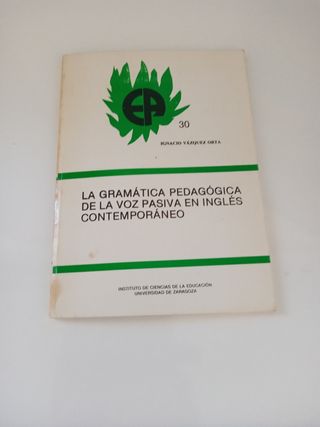 EA
30
IGNACIO VÁZQUEZ ORTA
LA GRAMÁTICA PEDAGÓGICA
DE LA VOZ PASIVA EN INGLÉS
CONTEMPORÁNEO
INSTITUTO DE CIENCIAS DE LA EDUCACIÓN
UNIVERSIDAD DE ZARAGOZA